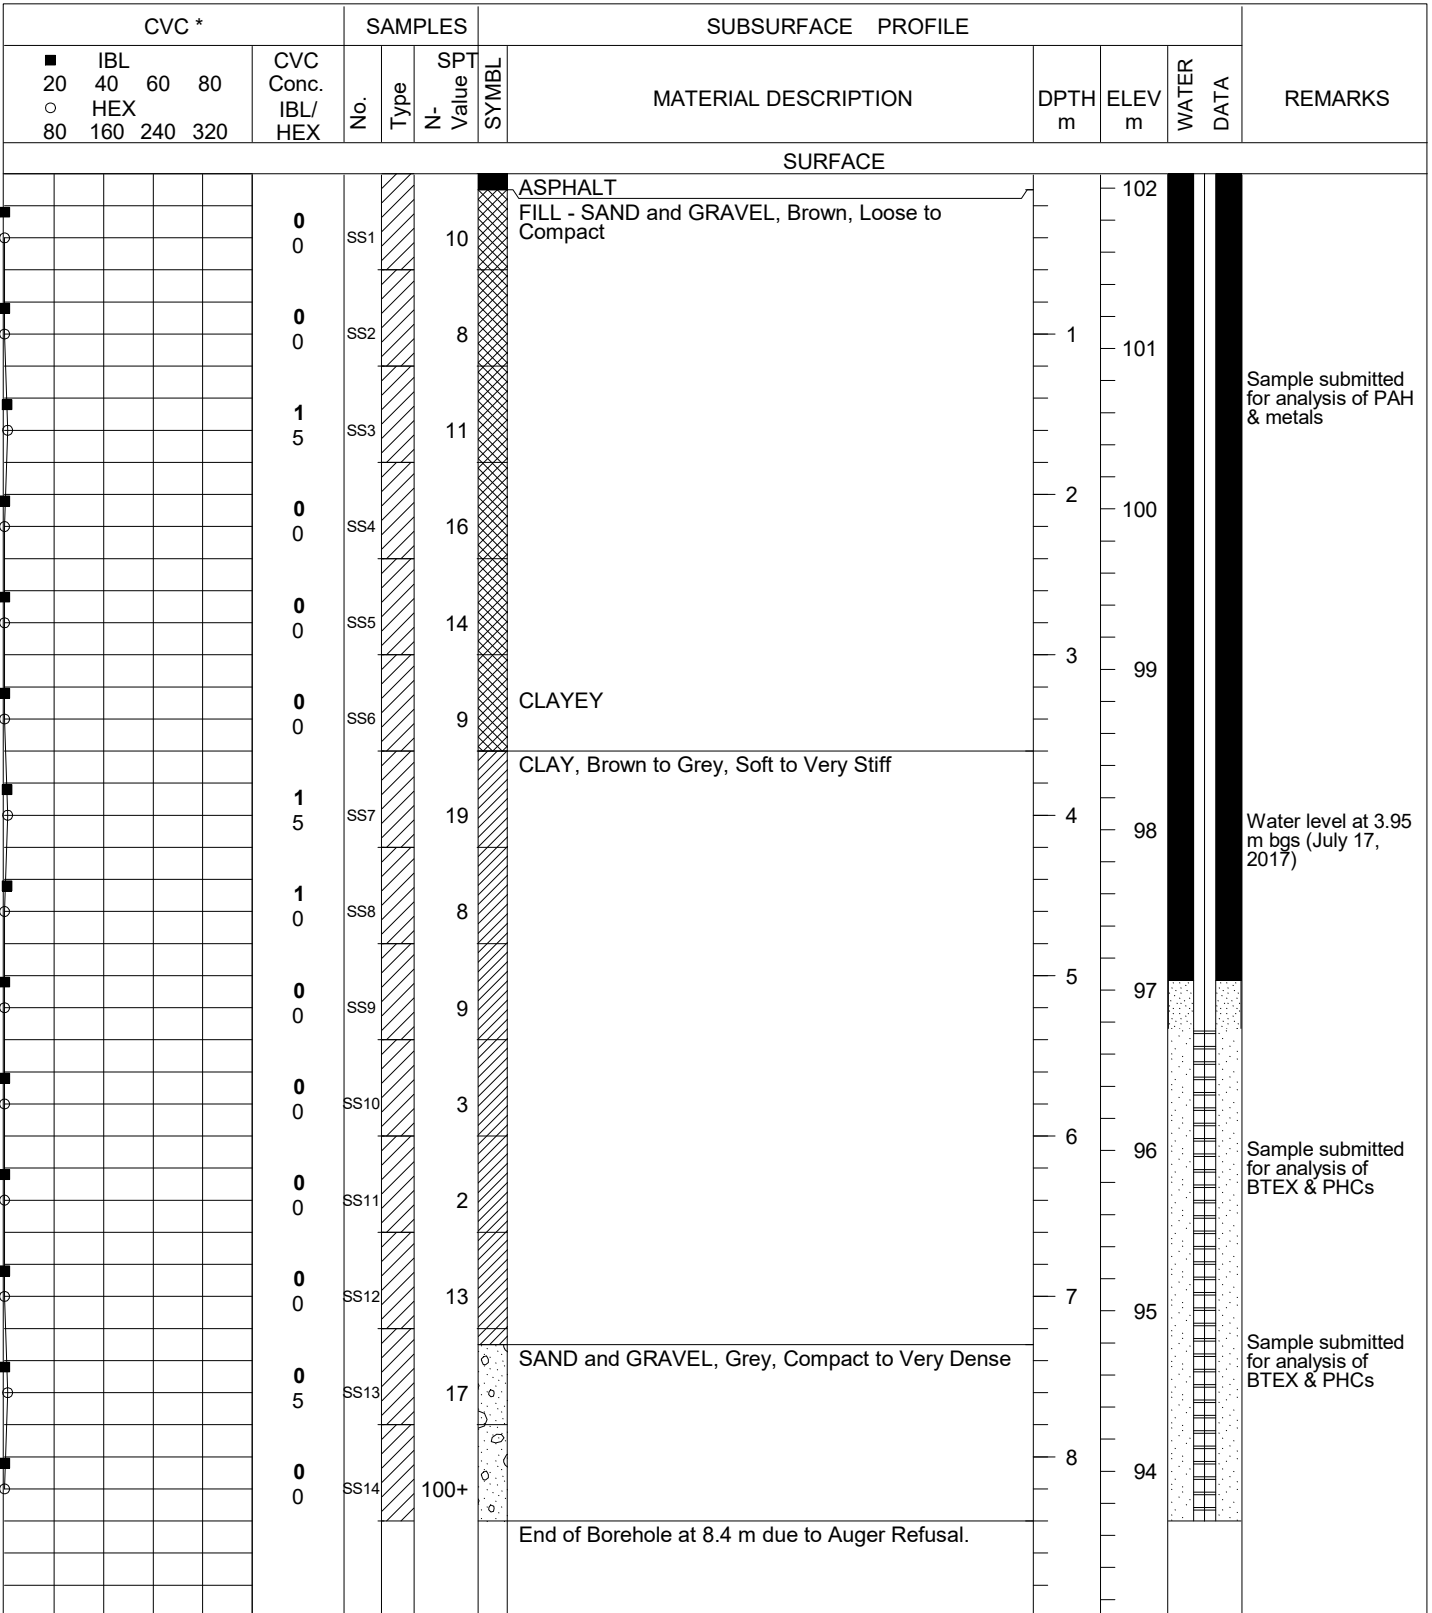 CVC *
SAMPLES
SUBSURFACE PROFILE
IBL
20 40 60 80
HEX
80 160 240 320
CVC
Conc.
IBL/
HEX
No.
Type
SPT
N-
Value
SYMBL
MATERIAL DESCRIPTION
DPTH
m
ELEV
m
WATER
DATA
REMARKS
SURFACE
ASPHALT
102
FILL - SAND and GRAVEL, Brown, Loose to
Compact
0
0
SS1
10
0
0
SS2
8
1
101
Sample submitted
for analysis of PAH
& metals
1
5
SS3
11
2
100
0
0
SS4
16
0
0
SS5
14
3
99
CLAYEY
0
0
SS6
9
CLAY, Brown to Grey, Soft to Very Stiff
1
5
SS7
19
4
98
Water level at 3.95
m bgs (July 17,
2017)
1
0
SS8
8
5
97
0
0
SS9
9
0
0
SS10
3
6
96
Sample submitted
for analysis of
BTEX & PHCs
0
0
SS11
2
0
0
SS12
13
7
95
SAND and GRAVEL, Grey, Compact to Very Dense
Sample submitted
for analysis of
BTEX & PHCs
0
5
SS13
17
8
94
0
0
SS14
100+
End of Borehole at 8.4 m due to Auger Refusal.